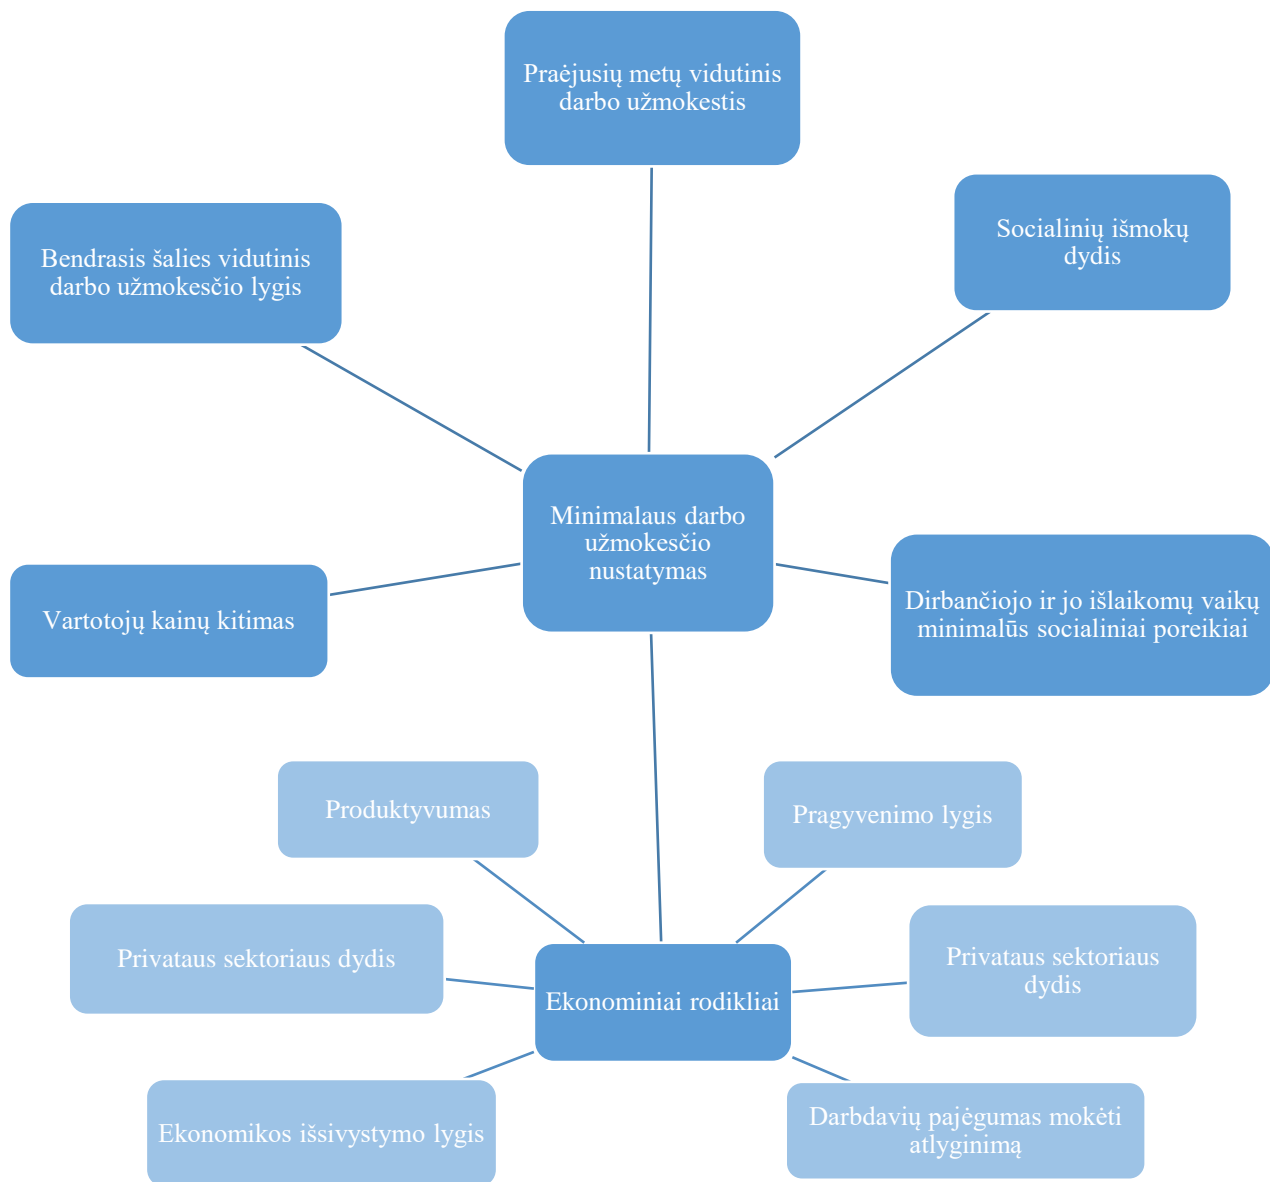 Praėjusių metų vidutinis
darbo užmokestis
Socialinių išmokų
dydis
Bendrasis šalies vidutinis
darbo užmokesčio lygis
Minimalaus darbo
užmokesčio
nustatymas
Dirbančiojo ir jo išlaikomų vaikų
minimalūs socialiniai poreikiai
Vartotojų kainų kitimas
Produktyvumas
Pragyvenimo lygis
Privataus sektoriaus dydis
Privataus sektoriaus
dydis
Ekonominiai rodikliai
Ekonomikos išsivystymo lygis
Darbdavių pajėgumas mokėti
atlyginimą